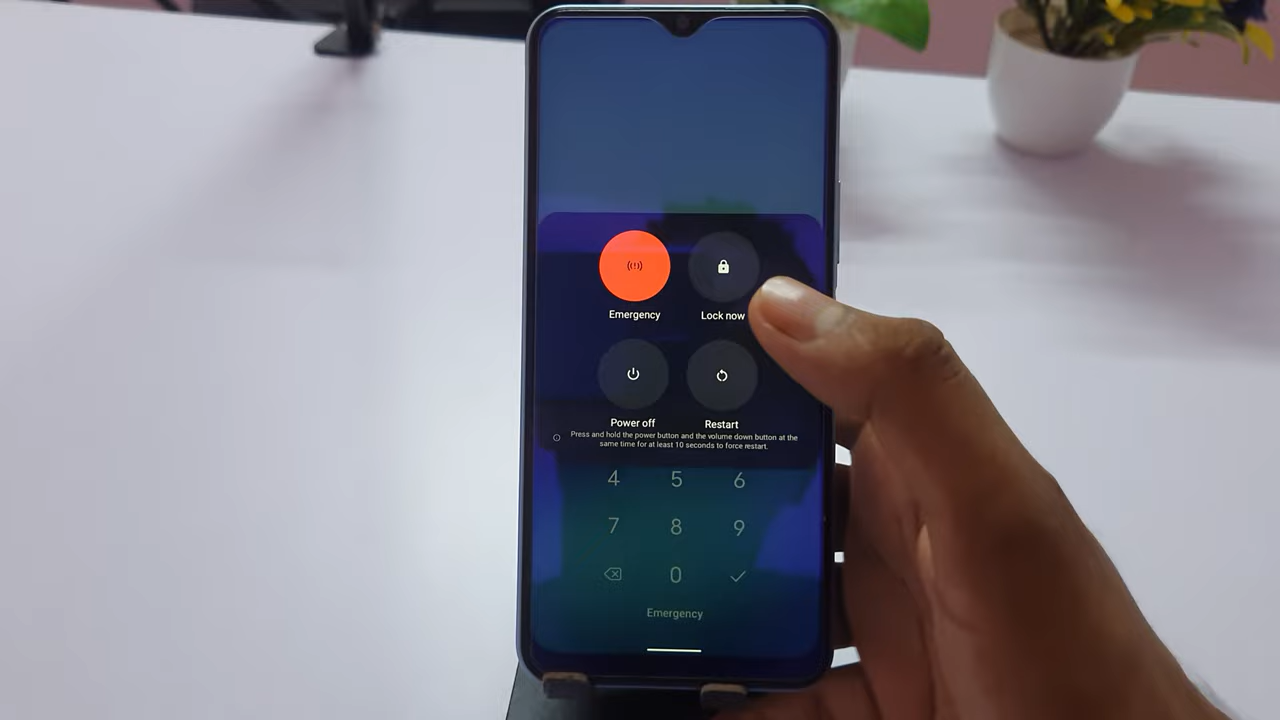 Emergency
Lock now
Power off
Restart
Press and hold the power button and the volume down button at the
same time for at least 10 seconds to force restart.
4 5 6
7 8 9
0
Emergency